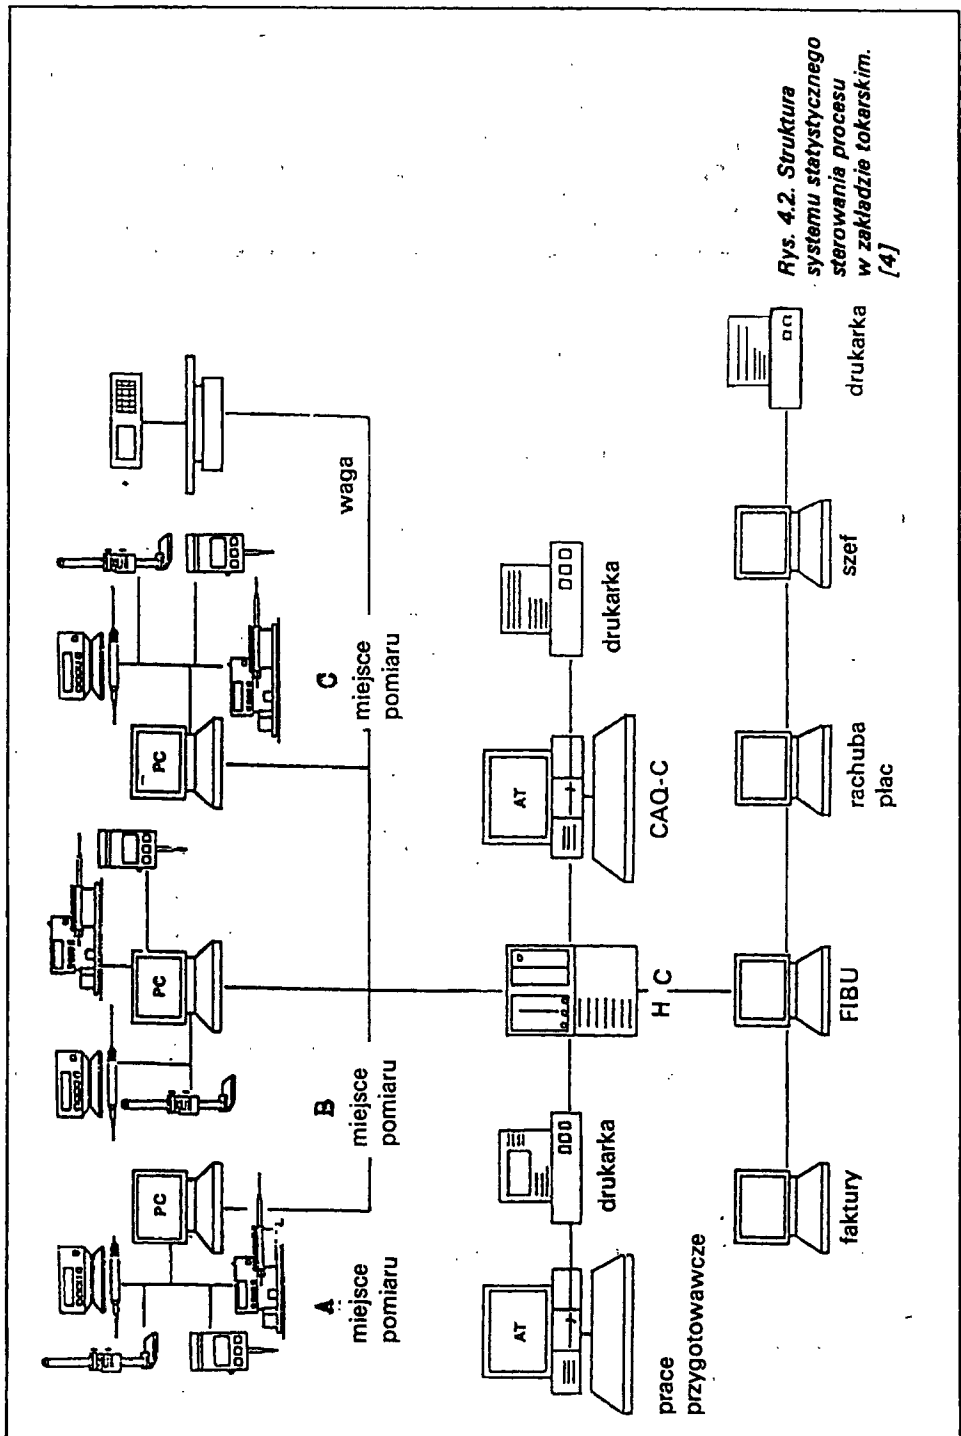 PC
PC
PC
A
miejsce
pomiaru
B
miejsce
pomiaru
C
miejsce
pomiaru
waga
AT
prace
przygotowawcze
drukarka
H C
AT
CAQ-C
drukarka
faktury
FIBU
rachuba
płac
szef
drukarka
Rys. 4.2. Struktura
systemu statystycznego
sterowania procesu
w zakładzie tokarskim.
[4]